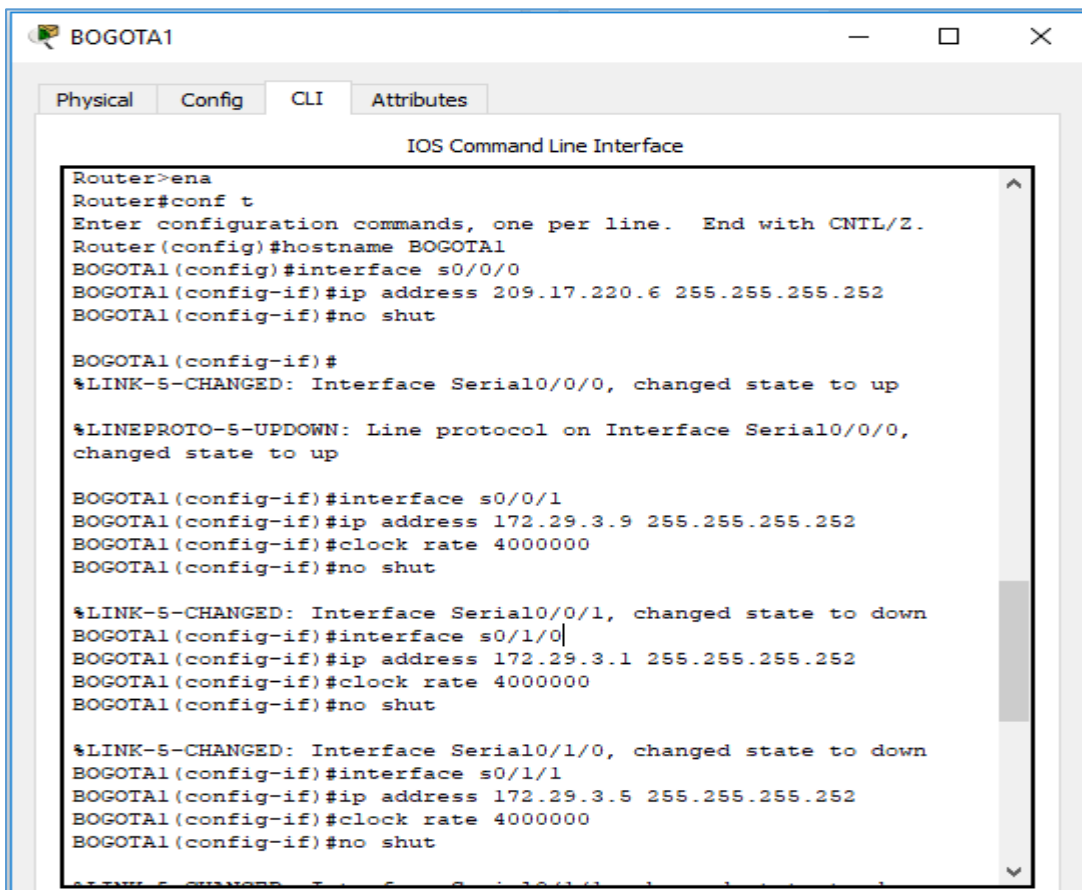 BOGOTA1
Physical Config CLI Attributes
IOS Command Line Interface
Router>ena
Router#conf t
Enter configuration commands, one per line.  End with CNTL/Z.
Router(config)#hostname BOGOTA1
BOGOTA1(config)#interface s0/0/0
BOGOTA1(config-if)#ip address 209.17.220.6 255.255.255.252
BOGOTA1(config-if)#no shut
BOGOTA1(config-if)#
%LINK-5-CHANGED: Interface Serial0/0/0, changed state to up
%LINEPROTO-5-UPDOWN: Line protocol on Interface Serial0/0/0,
changed state to up
BOGOTA1(config-if)#interface s0/0/1
BOGOTA1(config-if)#ip address 172.29.3.9 255.255.255.252
BOGOTA1(config-if)#clock rate 4000000
BOGOTA1(config-if)#no shut
%LINK-5-CHANGED: Interface Serial0/0/1, changed state to down
BOGOTA1(config-if)#interface s0/1/0
BOGOTA1(config-if)#ip address 172.29.3.1 255.255.255.252
BOGOTA1(config-if)#clock rate 4000000
BOGOTA1(config-if)#no shut
%LINK-5-CHANGED: Interface Serial0/1/0, changed state to down
BOGOTA1(config-if)#interface s0/1/1
BOGOTA1(config-if)#ip address 172.29.3.5 255.255.255.252
BOGOTA1(config-if)#clock rate 4000000
BOGOTA1(config-if)#no shut